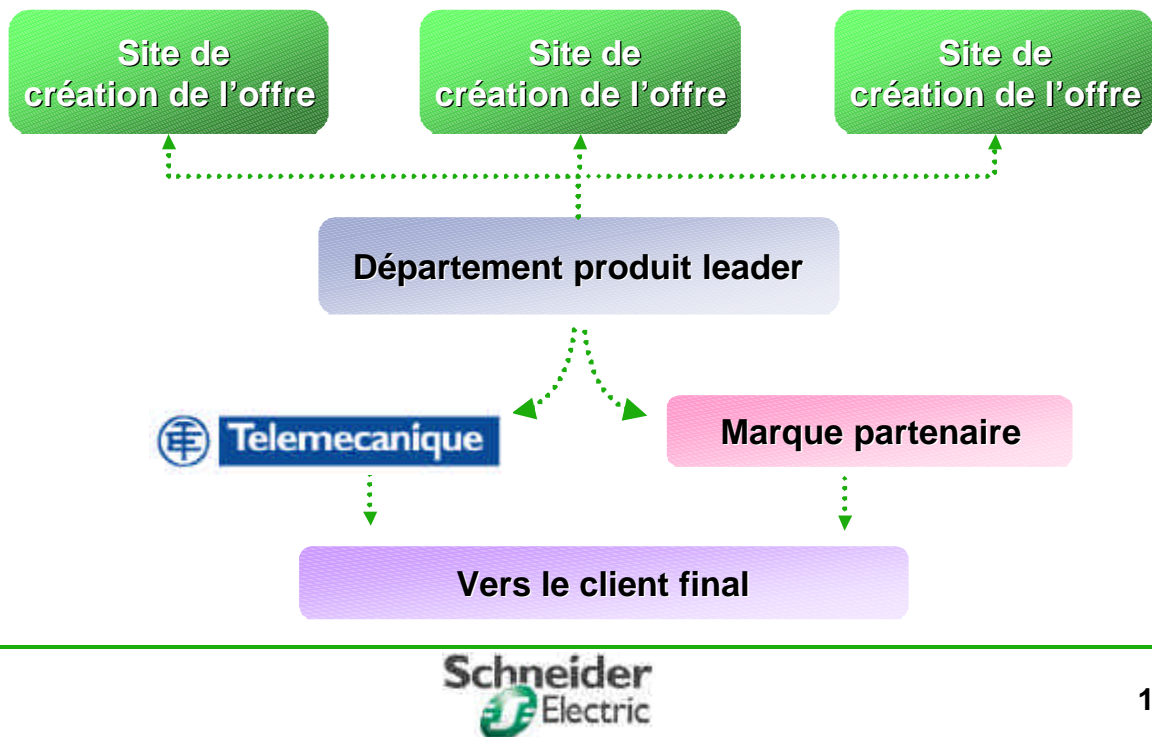 Site de
création de l’offre
Site de
création de l’offre
Site de
création de l’offre
Département produit leader
Telemecanique
Marque partenaire
Vers le client final
Schneider
Electric
1